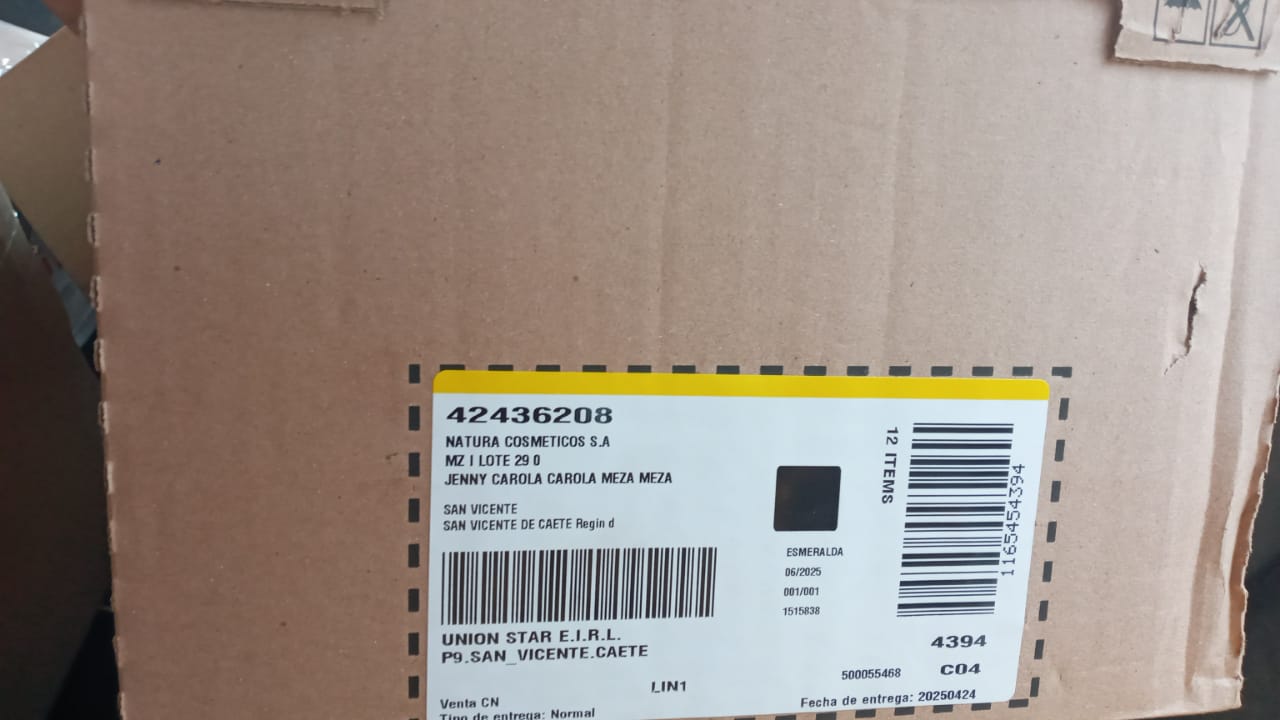 42436208
NATURA COSMETICOS S.A
MZ I LOTE 29 0
JENNY CAROLA CAROLA MEZA MEZA
SAN VICENTE
SAN VICENTE DE CAETE Regin d
UNION STAR E.I.R.L.
P9.SAN_VICENTE.CAETE
LIN1
Venta CN
Tipo de entrega: Normal
ESMERALDA
06/2025
001/001
1515838
12 ITEMS
1165454394
4394
500055468
C04
Fecha de entrega: 20250424